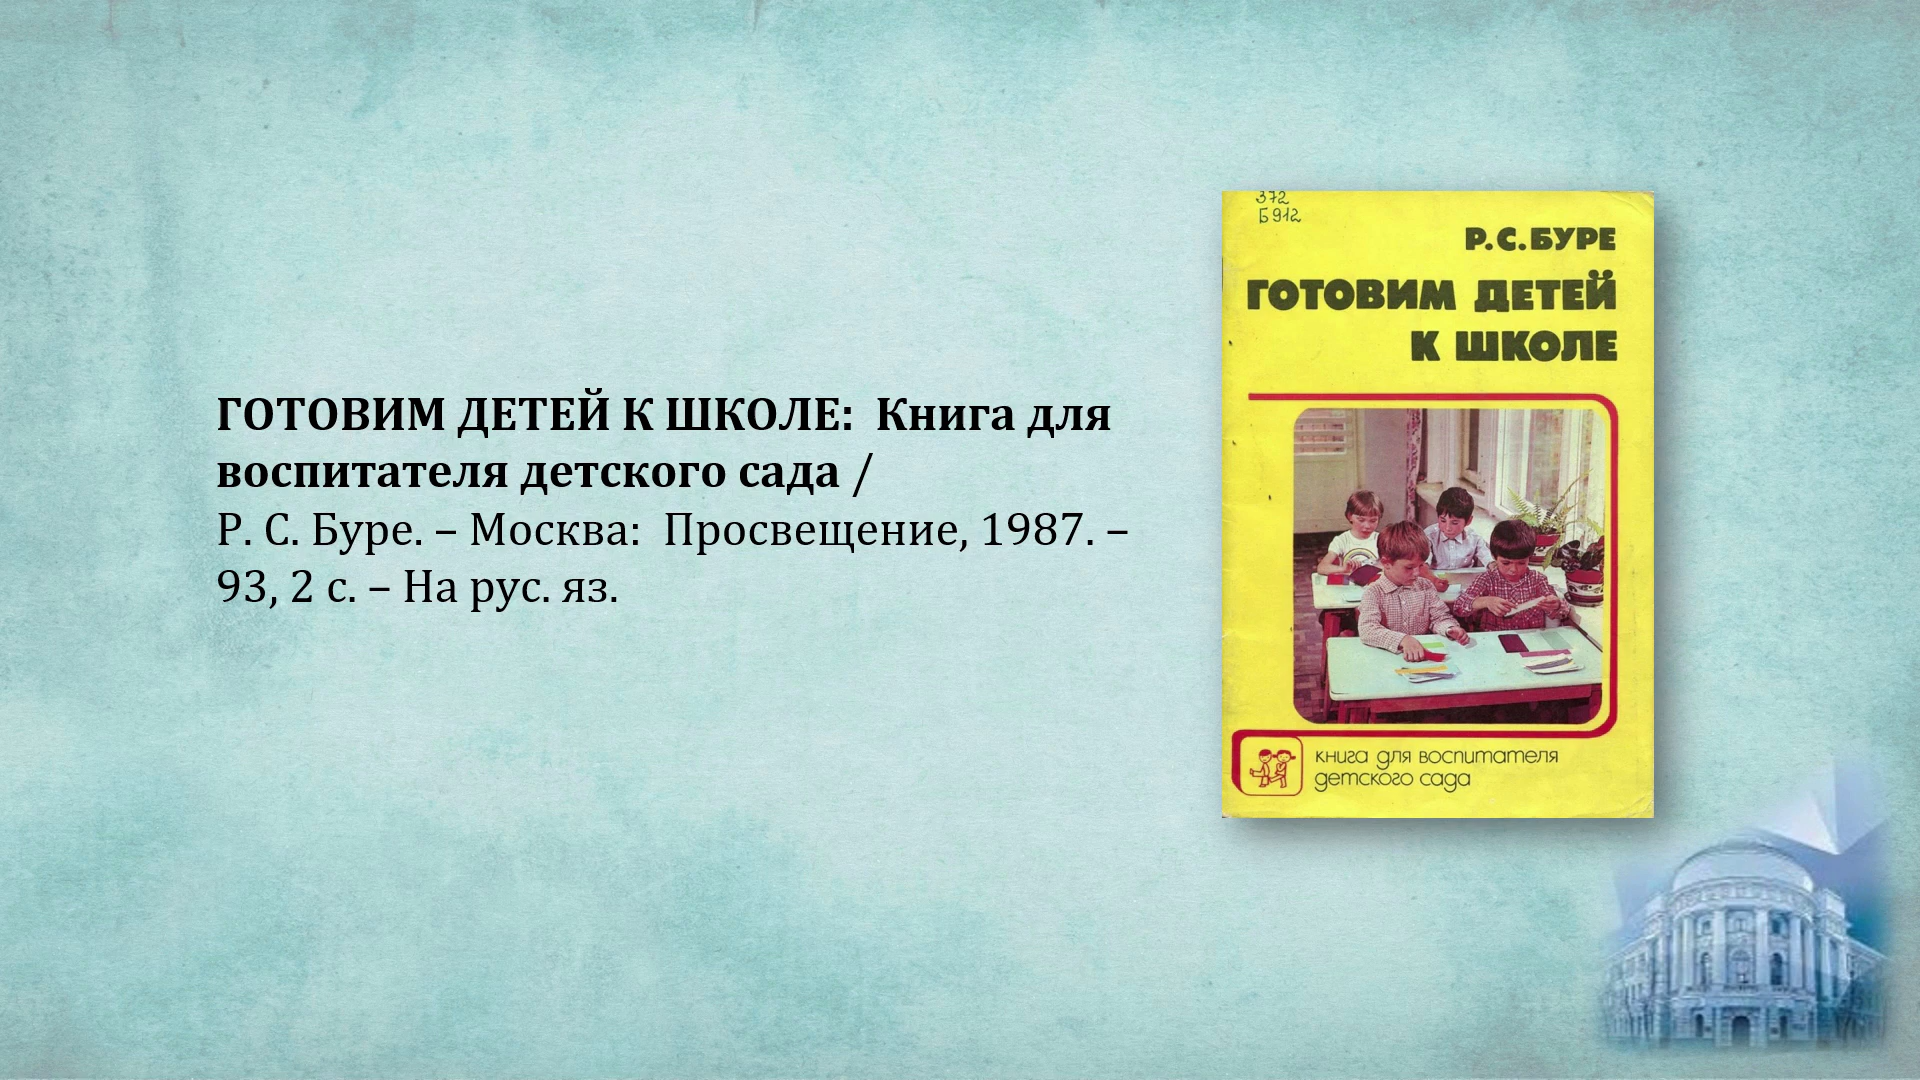 ГОТОВИМ ДЕТЕЙ К ШКОЛЕ: Книга для
воспитателя детского сада /
Р. С. Буре. – Москва: Просвещение, 1987. –
93, 2 с. – На рус. яз.
372
Б 912
Р.С.БУРЕ
ГОТОВИМ ДЕТЕЙ
К ШКОЛЕ
книга для воспитателя
детского сада